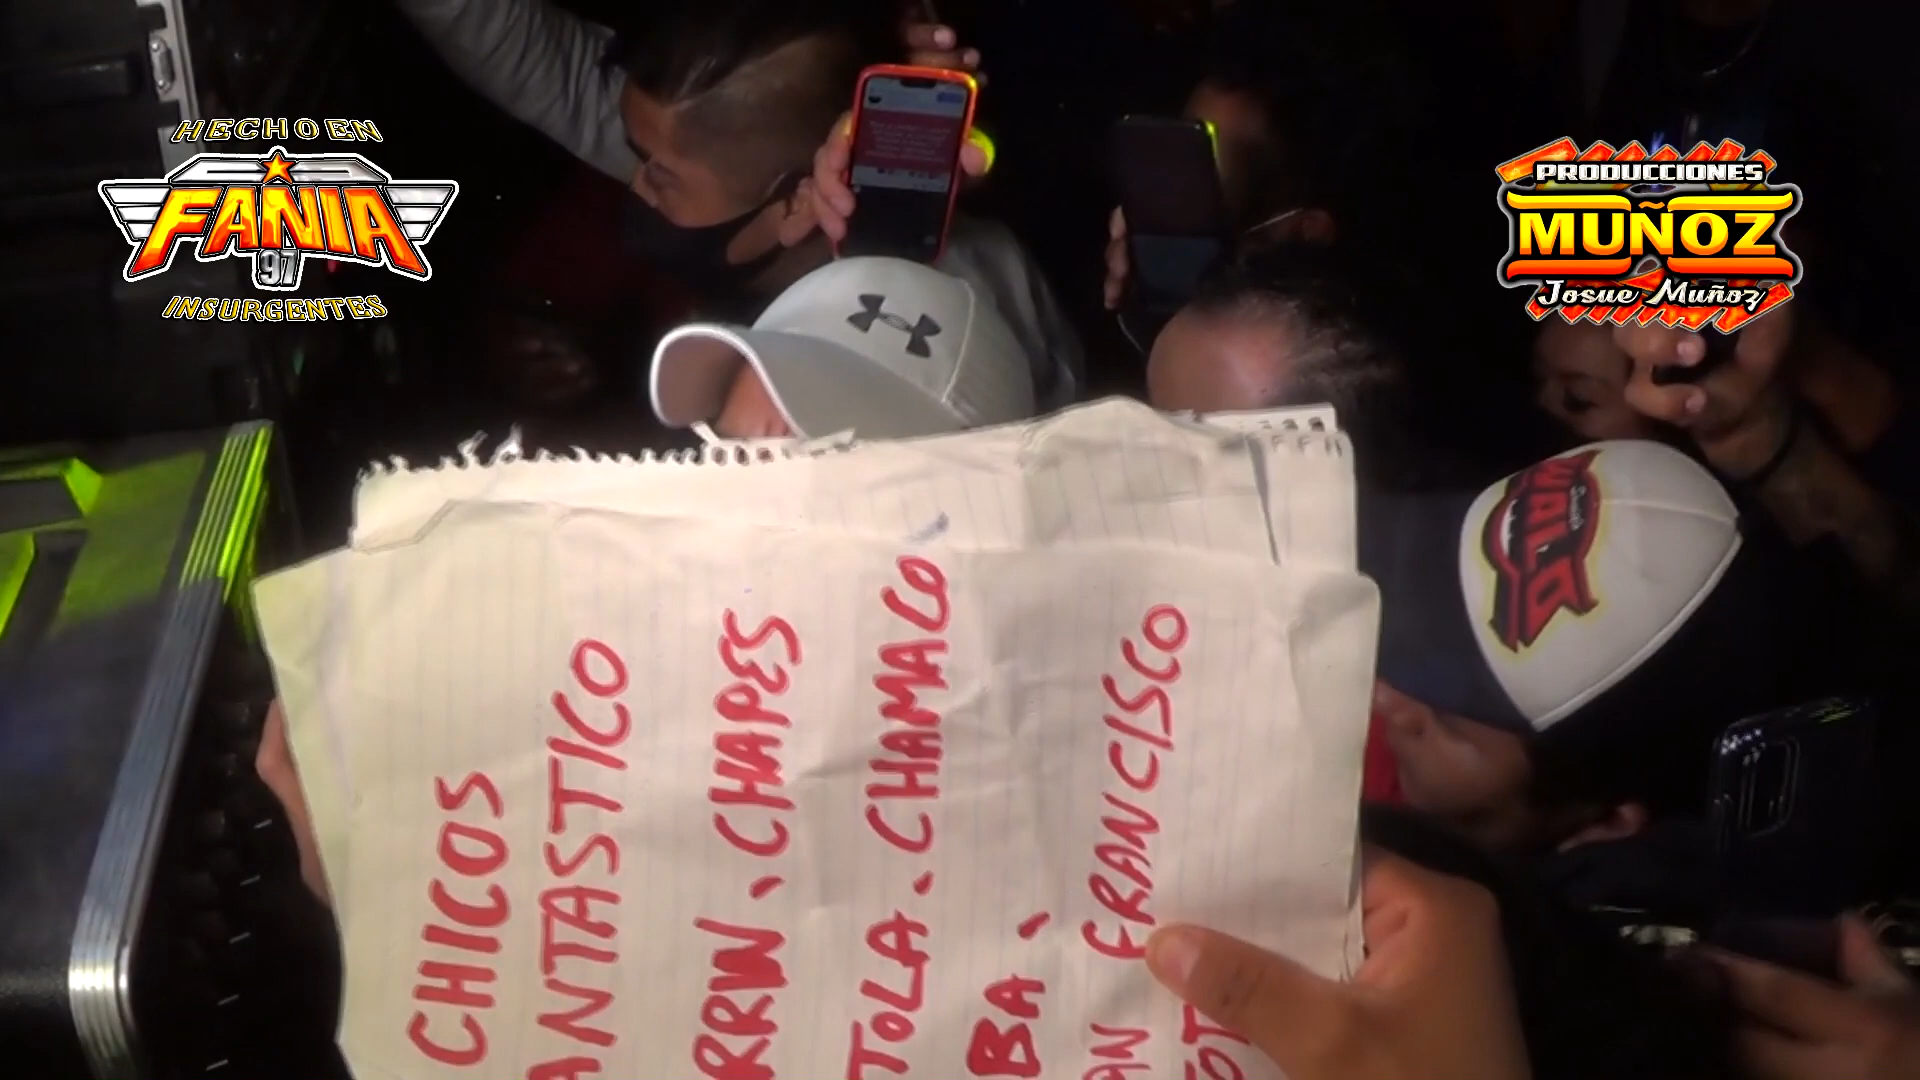 HECHO EN
FANIA
97
INSURGENTES
PRODUCCIONES
MUÑOZ
Josue Muñoz
CHICOS
ANTASTICO
RRW、CHAPES
TOLA、CHAMACO
BA、
AN FRANCISCO